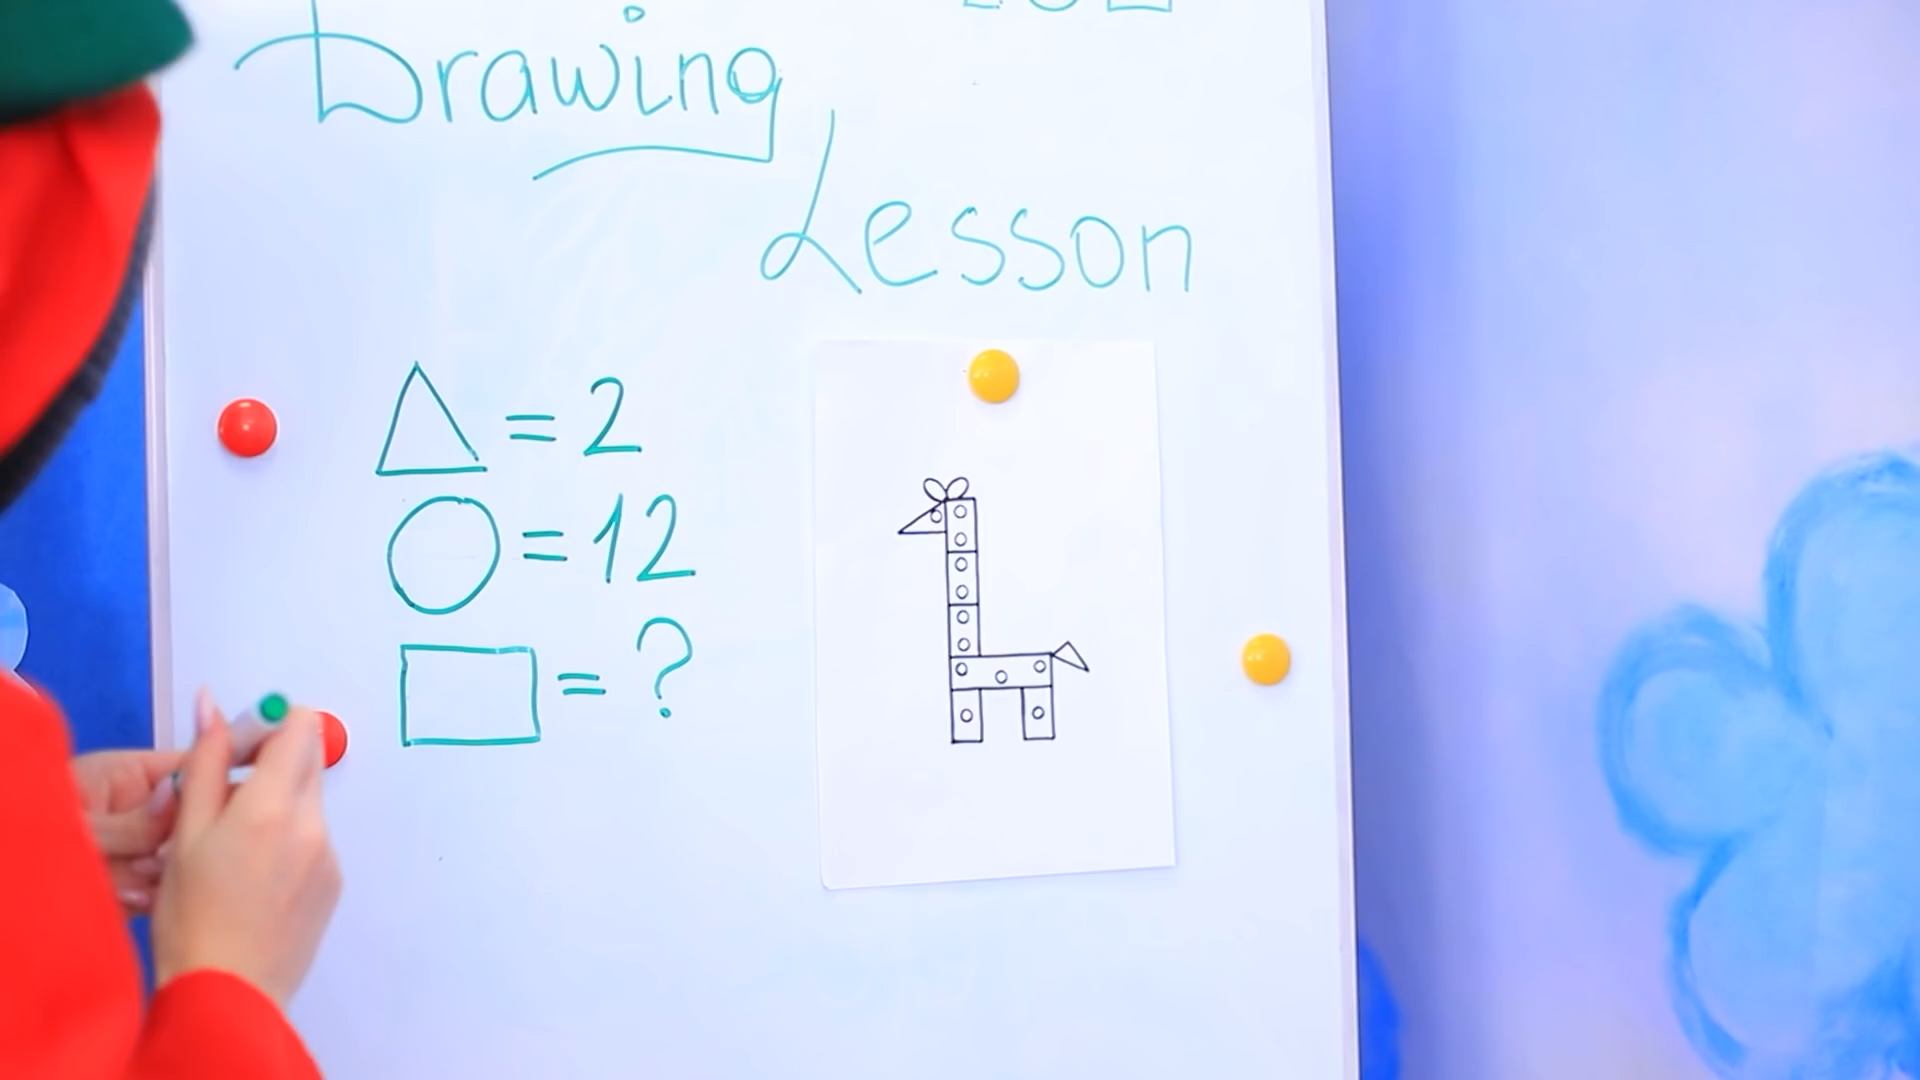 Drawing
Lesson
△ = 2
○ = 12
□ = ?